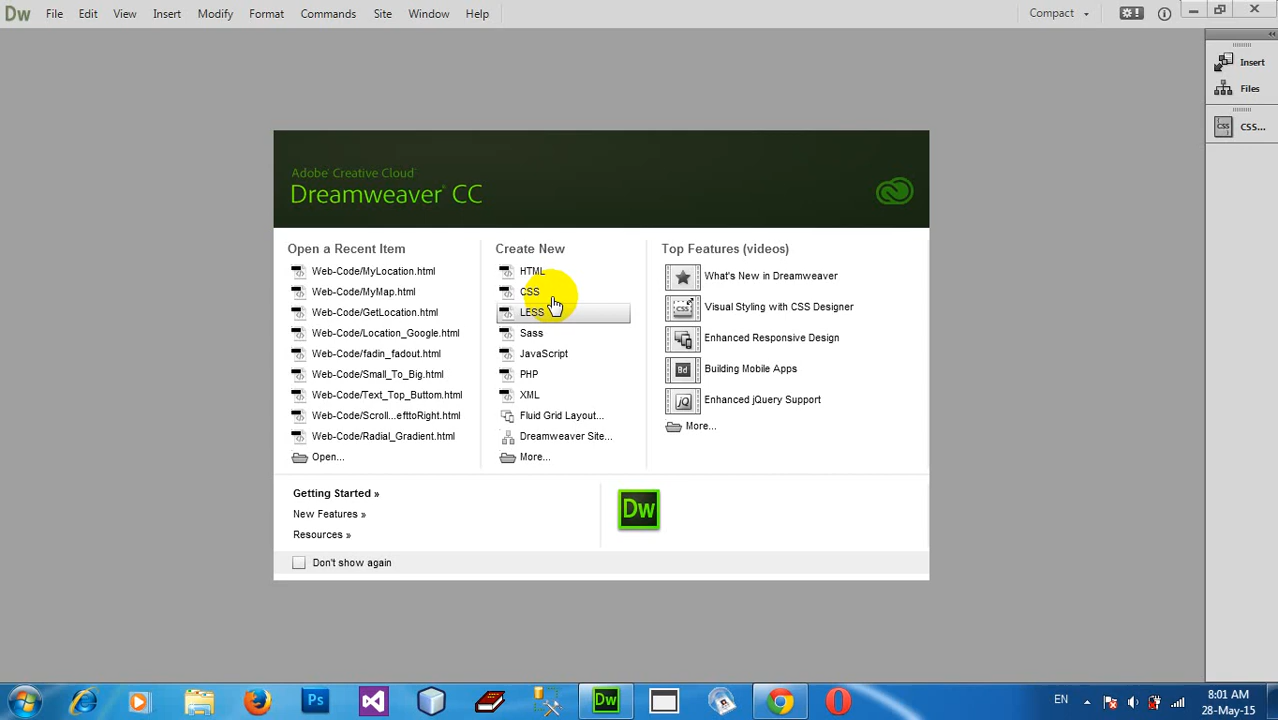 Dw File Edit View Insert Modify Format Commands Site Window Help Compact
Insert
Files
CSS CSS...
Adobe® Creative Cloud™
Dreamweaver® CC
Open a Recent Item
Web-Code/MyLocation.html
Web-Code/MyMap.html
Web-Code/GetLocation.html
Web-Code/Location_Google.html
Web-Code/fadin_fadout.html
Web-Code/Small_To_Big.html
Web-Code/Text_Top_Buttom.html
Web-Code/Scroll...efttoRight.html
Web-Code/Radial_Gradient.html
Open...
Create New
HTML
CSS
LESS
Sass
JavaScript
PHP
XML
Fluid Grid Layout...
Dreamweaver Site...
More...
Top Features (videos)
What's New in Dreamweaver
Visual Styling with CSS Designer
Enhanced Responsive Design
Building Mobile Apps
Enhanced jQuery Support
More...
Getting Started »
New Features »
Resources »
Dw
Don't show again
Ps Dw EN 8:01 AM
28-May-15